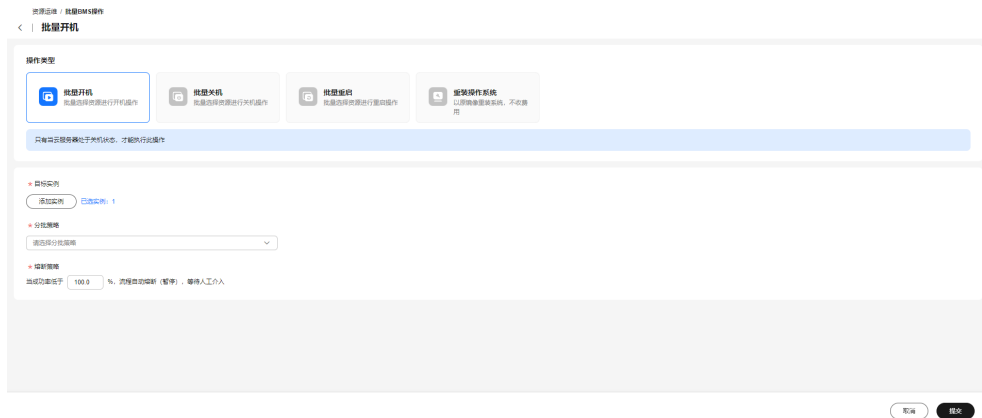 资源运维 / 批量BMS操作
批量开机
操作类型
批量开机
批量选择资源进行开机操作
批量关机
批量选择资源进行关机操作
批量重启
批量选择资源进行重启操作
重装操作系统
以原镜像重装系统，不收费
用
只有当云服务器处于关机状态，才能执行此操作
* 目标实例
添加实例 已选实例：1
* 分批策略
请选择分批策略
* 熔断策略
当成功率低于 100.0 %，流程自动熔断（暂停），等待人工介入
取消 提交